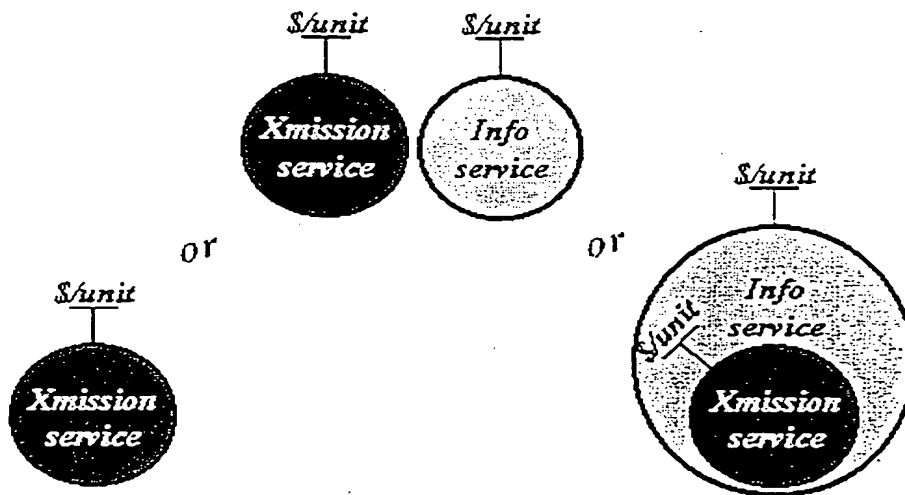 $/unit $/unit
Xmission service
Info service
$/unit
or
or
$/unit
Info service
$/unit
Xmission service
Xmission service